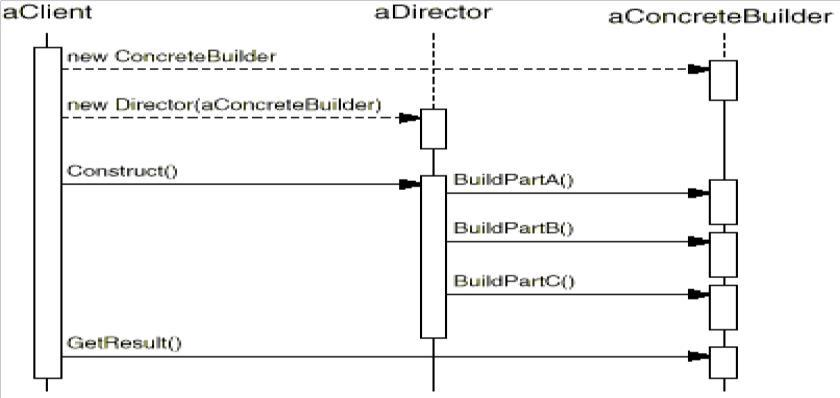 aClient
aDirector
aConcreteBuilder
new ConcreteBuilder
new Director(aConcreteBuilder)
Construct()
BuildPartA()
BuildPartB()
BuildPartC()
GetResult()